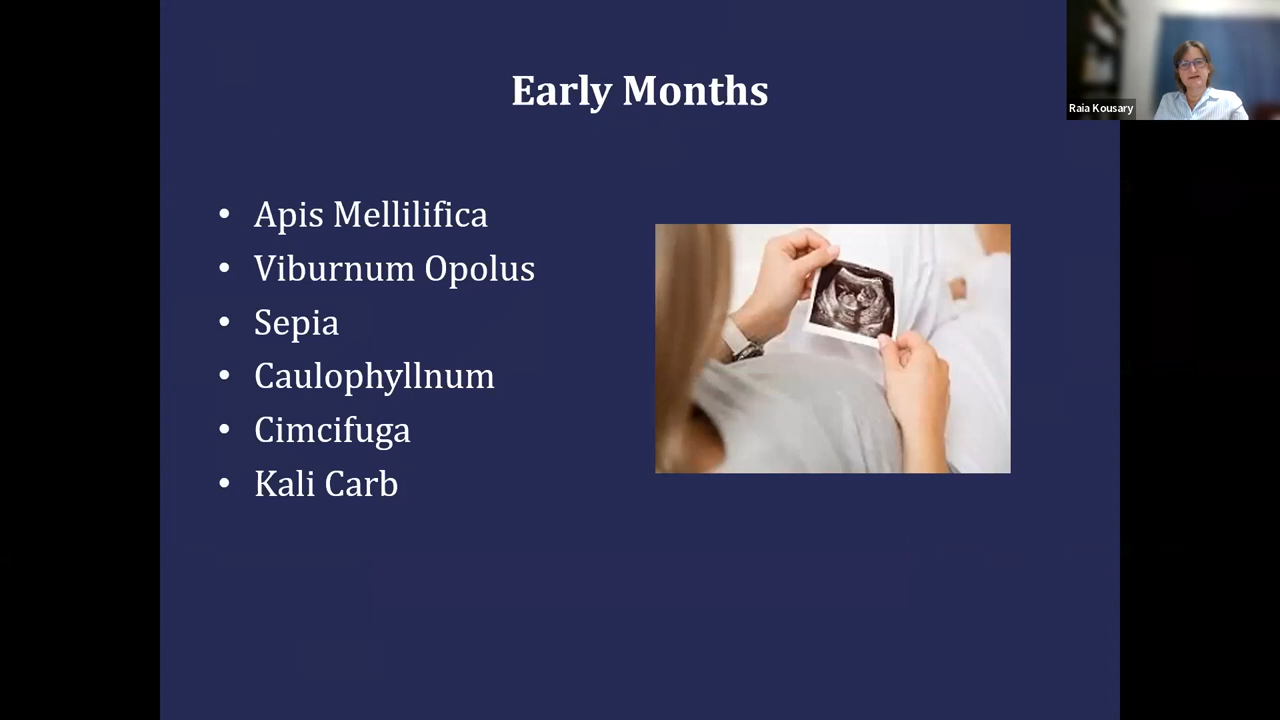 Early Months
• Apis Mellilifica
• Viburnum Opolus
• Sepia
• Caulophyllnum
• Cimcifuga
• Kali Carb
Raia Kousary